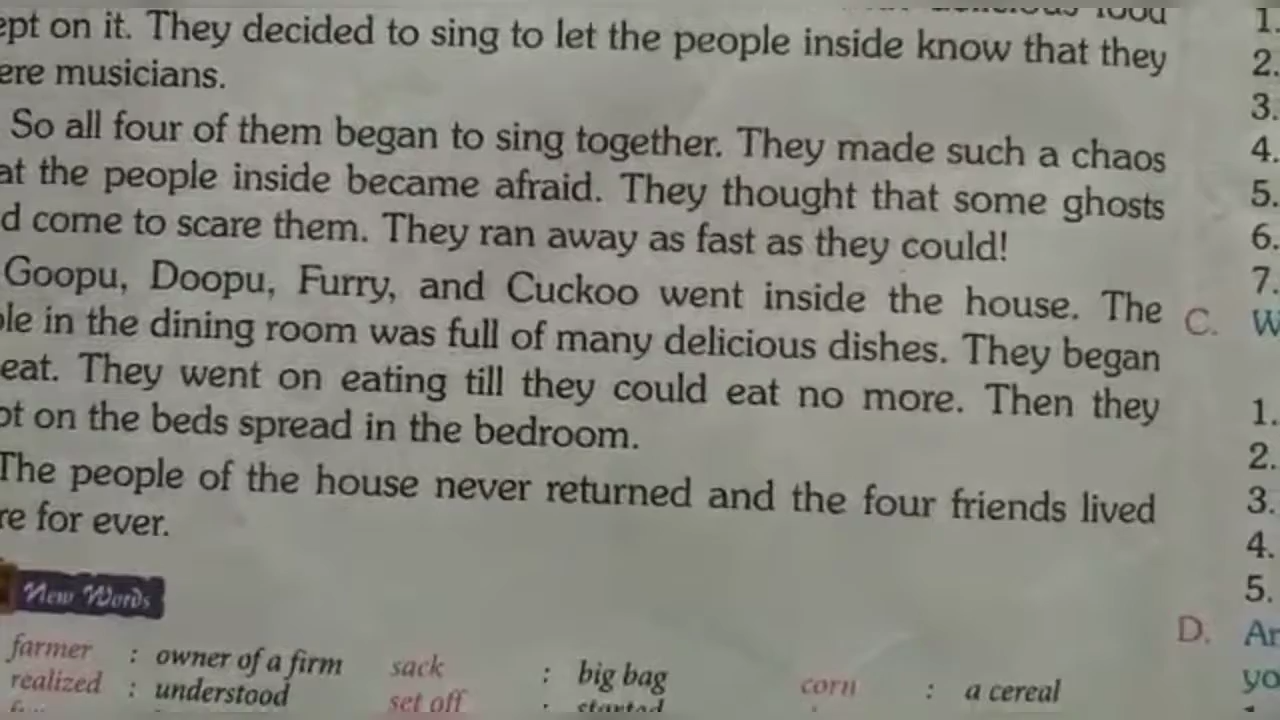 food
ept on it. They decided to sing to let the people inside know that they
ere musicians.
So all four of them began to sing together. They made such a chaos
at the people inside became afraid. They thought that some ghosts
d come to scare them. They ran away as fast as they could!
Goopu, Doopu, Furry, and Cuckoo went inside the house. The
ble in the dining room was full of many delicious dishes. They began
eat. They went on eating till they could eat no more. Then they
pt on the beds spread in the bedroom.
The people of the house never returned and the four friends lived
re for ever.
New Words
farmer : owner of a firm sack : big bag corn : a cereal
realized : understood set off : started
1.
2.
3.
4.
5.
6.
7.
C. W
1.
2.
3.
4.
5.
D. Ar
yo